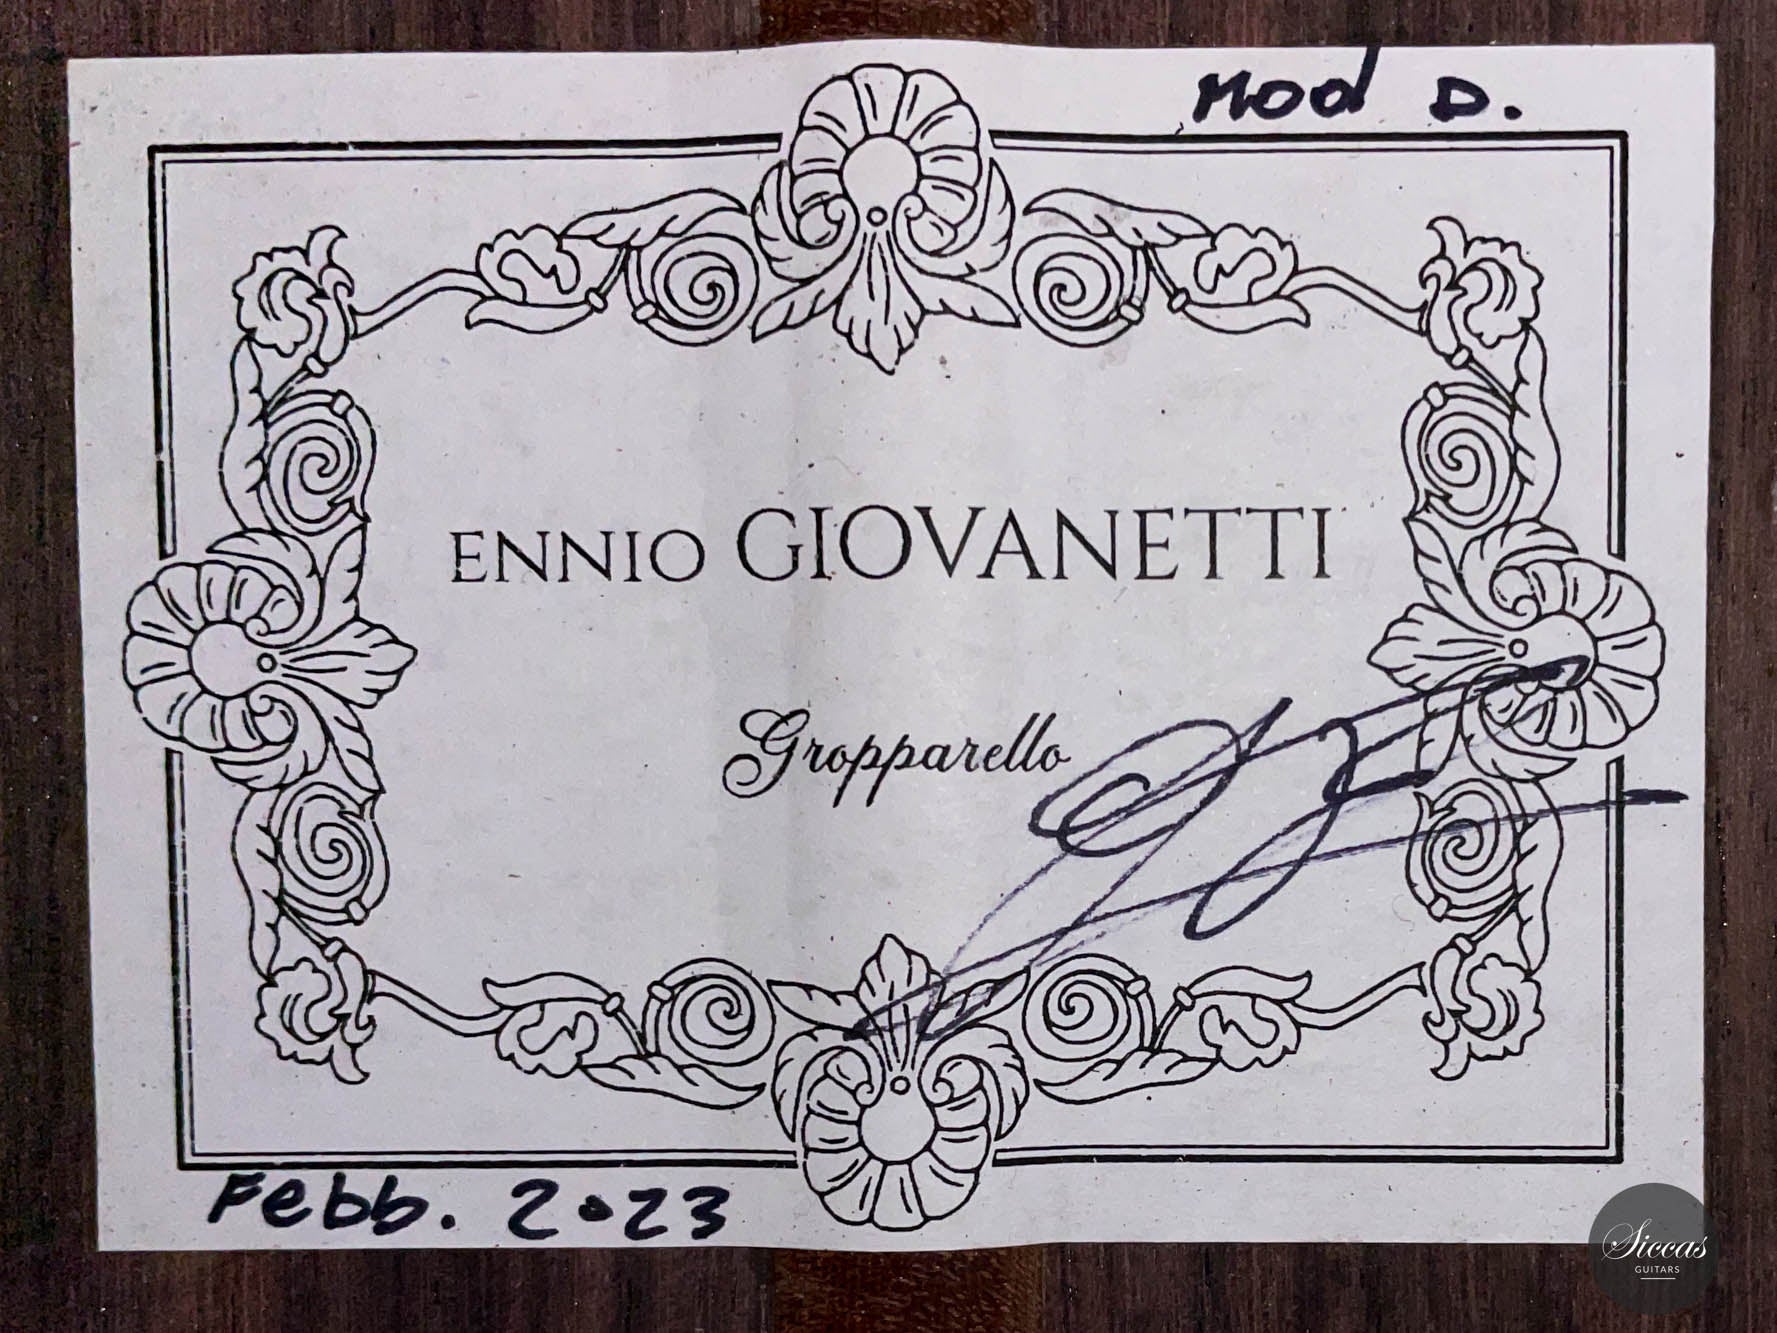 Mod D.
ENNIO GIOVANETTI
Gropparello
Febb. 2023
Siccas
GUITARS